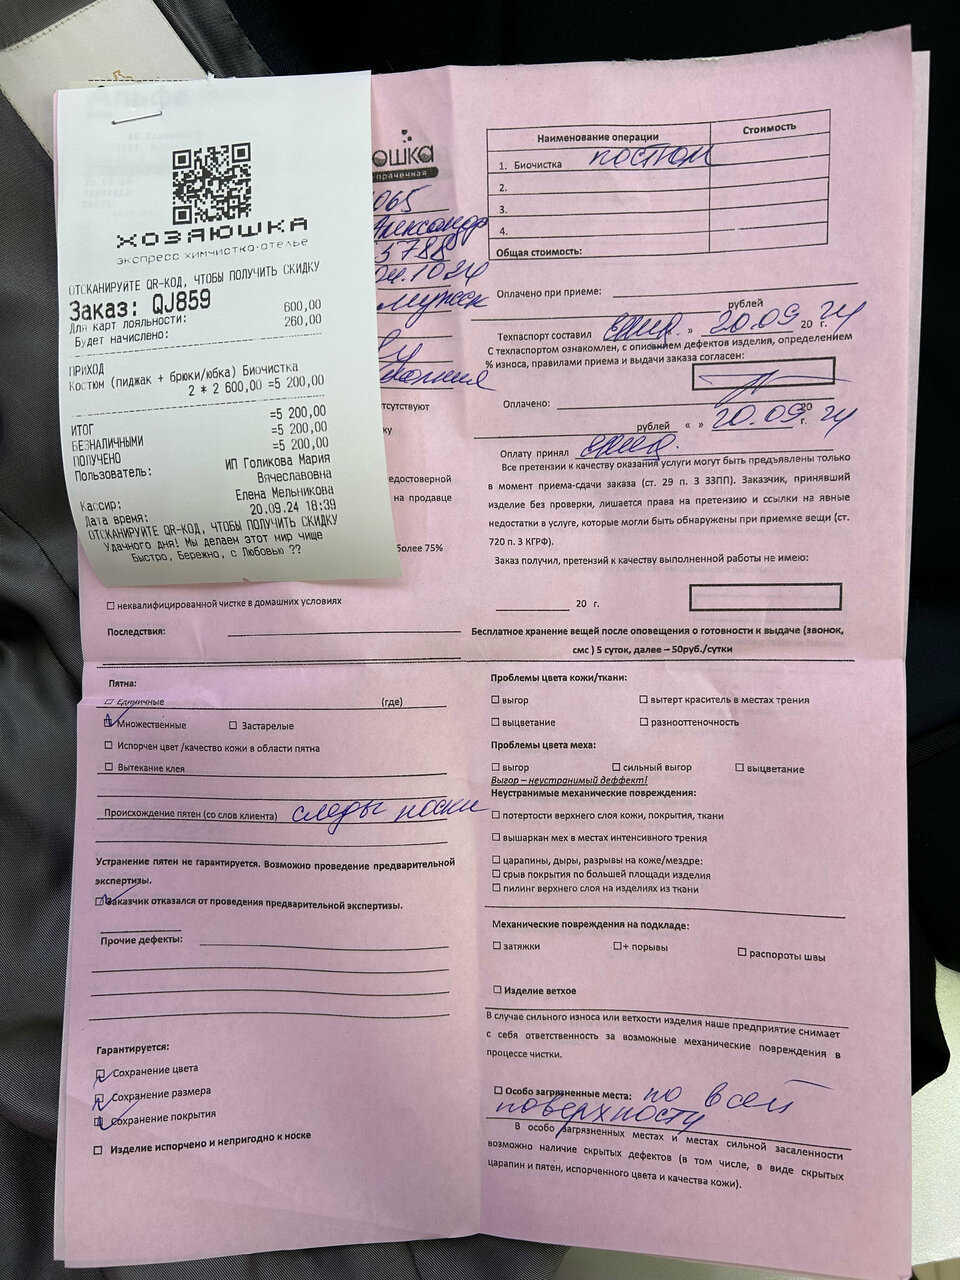 ХОЗАЮШКА
ЭКСПРЕСС ХИМЧИСТКА·АТЕЛЬЕ
ОТСКАНИРУЙТЕ QR-КОД, ЧТОБЫ ПОЛУЧИТЬ СКИДКУ
Заказ: QJ859
Для карт лояльности: 600,00
Будет начислено: 260,00
ПРИХОД
Костюм (пиджак + брюки/юбка) Биочистка
2 * 2 600,00 =5 200,00
ИТОГ =5 200,00
БЕЗНАЛИЧНЫМИ =5 200,00
ПОЛУЧЕНО =5 200,00
Пользователь: ИП Голикова Мария
Вячеславовна
Кассир: Елена Мельникова
Дата время: 20.09.24 18:39
ОТСКАНИРУЙТЕ QR-КОД, ЧТОБЫ ПОЛУЧИТЬ СКИДКУ
Удачного дня! Мы делаем этот мир чище
Быстро, Бережно, с Любовью ??
юшка
прачечная
065
Александр
5788
тсутствуют
ку
едостоверной
на продавце
более 75%
☐ неквалифицированной чистке в домашних условиях
Последствия:
Наименование операции Стоимость
1. Биочистка костюм
2.
3.
4.
Общая стоимость:
Оплачено при приеме:
рублей
Техпаспорт составил » 20.09 20 г. 24
С техпаспортом ознакомлен, с описанием дефектов изделия, определением
% износа, правилами приема и выдачи заказа согласен:
Оплачено: 20
рублей « » 20.09. г. 24
Оплату принял
Все претензии к качеству оказания услуги могут быть предъявлены только
в момент приема-сдачи заказа (ст. 29 п. 3 ЗЗПП). Заказчик, принявший
изделие без проверки, лишается права на претензию и ссылки на явные
недостатки в услуге, которые могли быть обнаружены при приемке вещи (ст.
720 п. 3 КГРФ).
Заказ получил, претензий к качеству выполненной работы не имею:
20 г.
Бесплатное хранение вещей после оповещения о готовности к выдаче (звонок,
смс ) 5 суток, далее – 50руб./сутки
Пятна:
☐ Единичные (где)
☑ Множественные ☐ Застарелые
☐ Испорчен цвет /качество кожи в области пятна
☐ Вытекание клея
Происхождение пятен (со слов клиента) следы носки
Устранение пятен не гарантируется. Возможно проведение предварительной
экспертизы.
☑ Заказчик отказался от проведения предварительной экспертизы.
Прочие дефекты:
Гарантируется:
☑ Сохранение цвета
☑ Сохранение размера
☑ Сохранение покрытия
☐ Изделие испорчено и непригодно к носке
Проблемы цвета кожи/ткани:
☐ выгор ☐ вытерт краситель в местах трения
☐ выцветание ☐ разнооттеночность
Проблемы цвета меха:
☐ выгор ☐ сильный выгор ☐ выцветание
Выгор – неустранимый деффект!
Неустранимые механические повреждения:
☐ потертости верхнего слоя кожи, покрытия, ткани
☐ вышаркан мех в местах интенсивного трения
☐ царапины, дыры, разрывы на коже/мездре:
☐ срыв покрытия по большей площади изделия
☐ пилинг верхнего слоя на изделиях из ткани
Механические повреждения на подкладе:
☐ затяжки ☐+ порывы ☐ распороты швы
☐ Изделие ветхое
В случае сильного износа или ветхости изделия наше предприятие снимает
с себя ответственность за возможные механические повреждения в
процессе чистки.
☐ Особо загрязненные места: по всей
поверхности
В особо загрязненных местах и местах сильной засаленности
возможно наличие скрытых дефектов (в том числе, в виде скрытых
царапин и пятен, испорченного цвета и качества кожи).